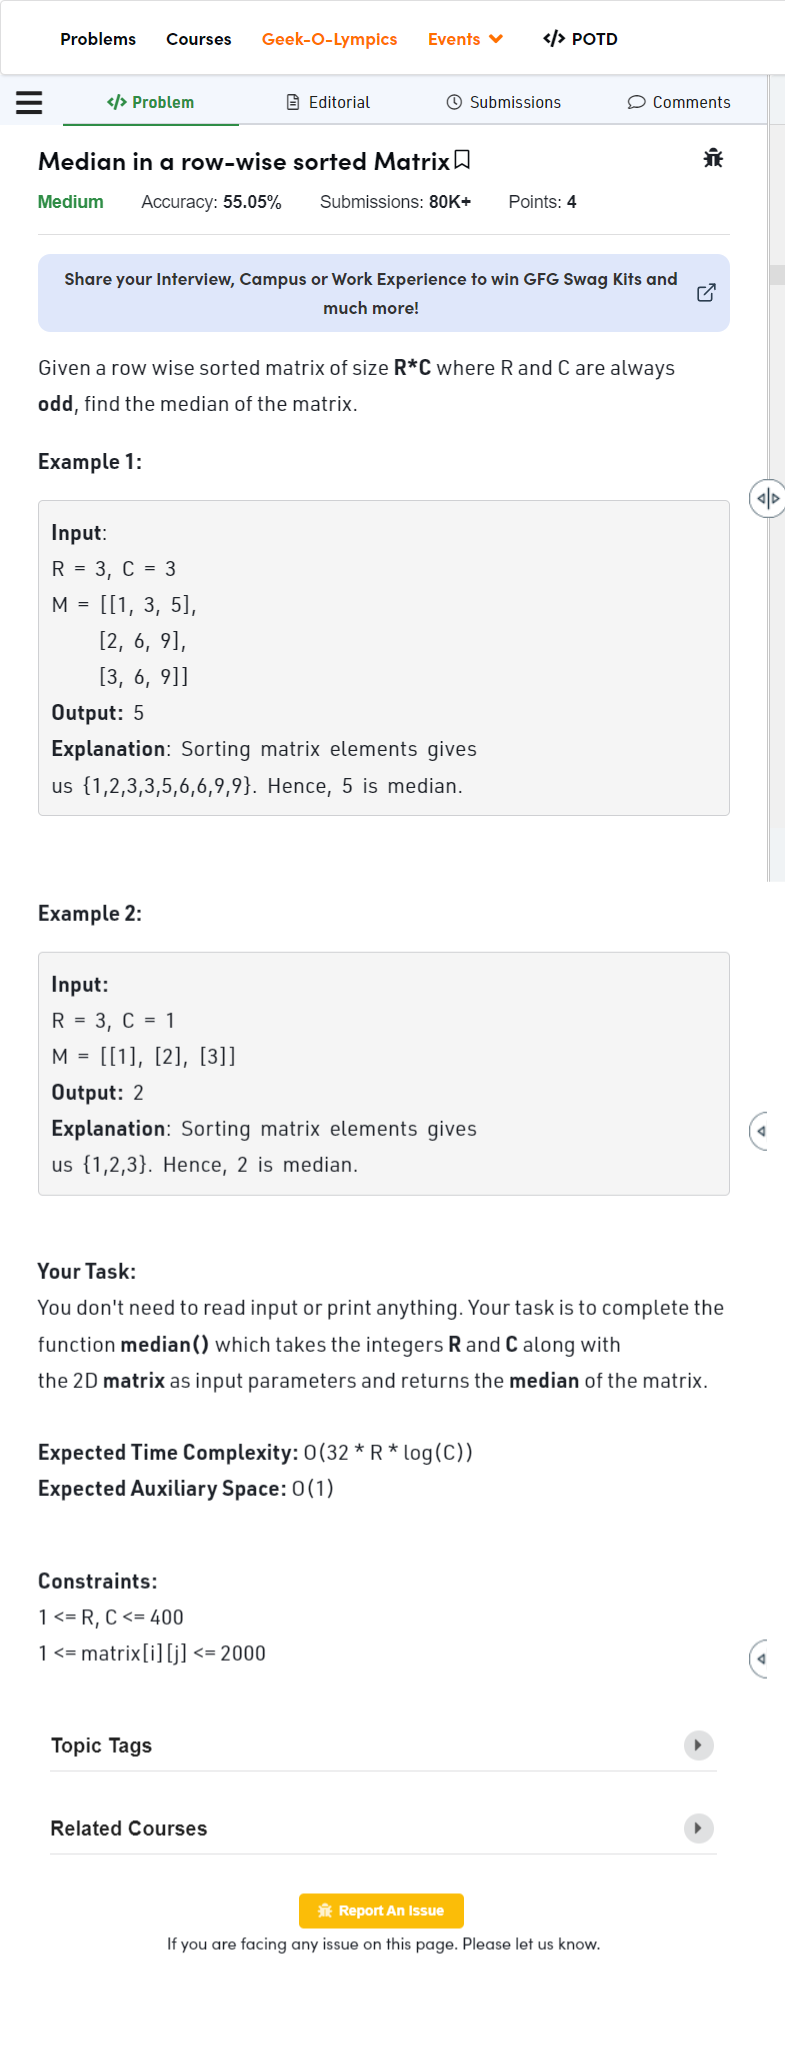 Problems Courses Geek-O-Lympics Events </> POTD
</> Problem Editorial Submissions Comments
Median in a row-wise sorted Matrix
Medium Accuracy: 55.05% Submissions: 80K+ Points: 4
Share your Interview, Campus or Work Experience to win GFG Swag Kits and
much more!
Given a row wise sorted matrix of size R*C where R and C are always
odd, find the median of the matrix.
Example 1:
Input:
R = 3, C = 3
M = [[1, 3, 5],
[2, 6, 9],
[3, 6, 9]]
Output: 5
Explanation: Sorting matrix elements gives
us {1,2,3,3,5,6,6,9,9}. Hence, 5 is median.
Example 2:
Input:
R = 3, C = 1
M = [[1], [2], [3]]
Output: 2
Explanation: Sorting matrix elements gives
us {1,2,3}. Hence, 2 is median.
Your Task:
You don't need to read input or print anything. Your task is to complete the
function median() which takes the integers R and C along with
the 2D matrix as input parameters and returns the median of the matrix.
Expected Time Complexity: O(32 * R * log(C))
Expected Auxiliary Space: O(1)
Constraints:
1 <= R, C <= 400
1 <= matrix[i][j] <= 2000
Topic Tags
Related Courses
Report An Issue
If you are facing any issue on this page. Please let us know.